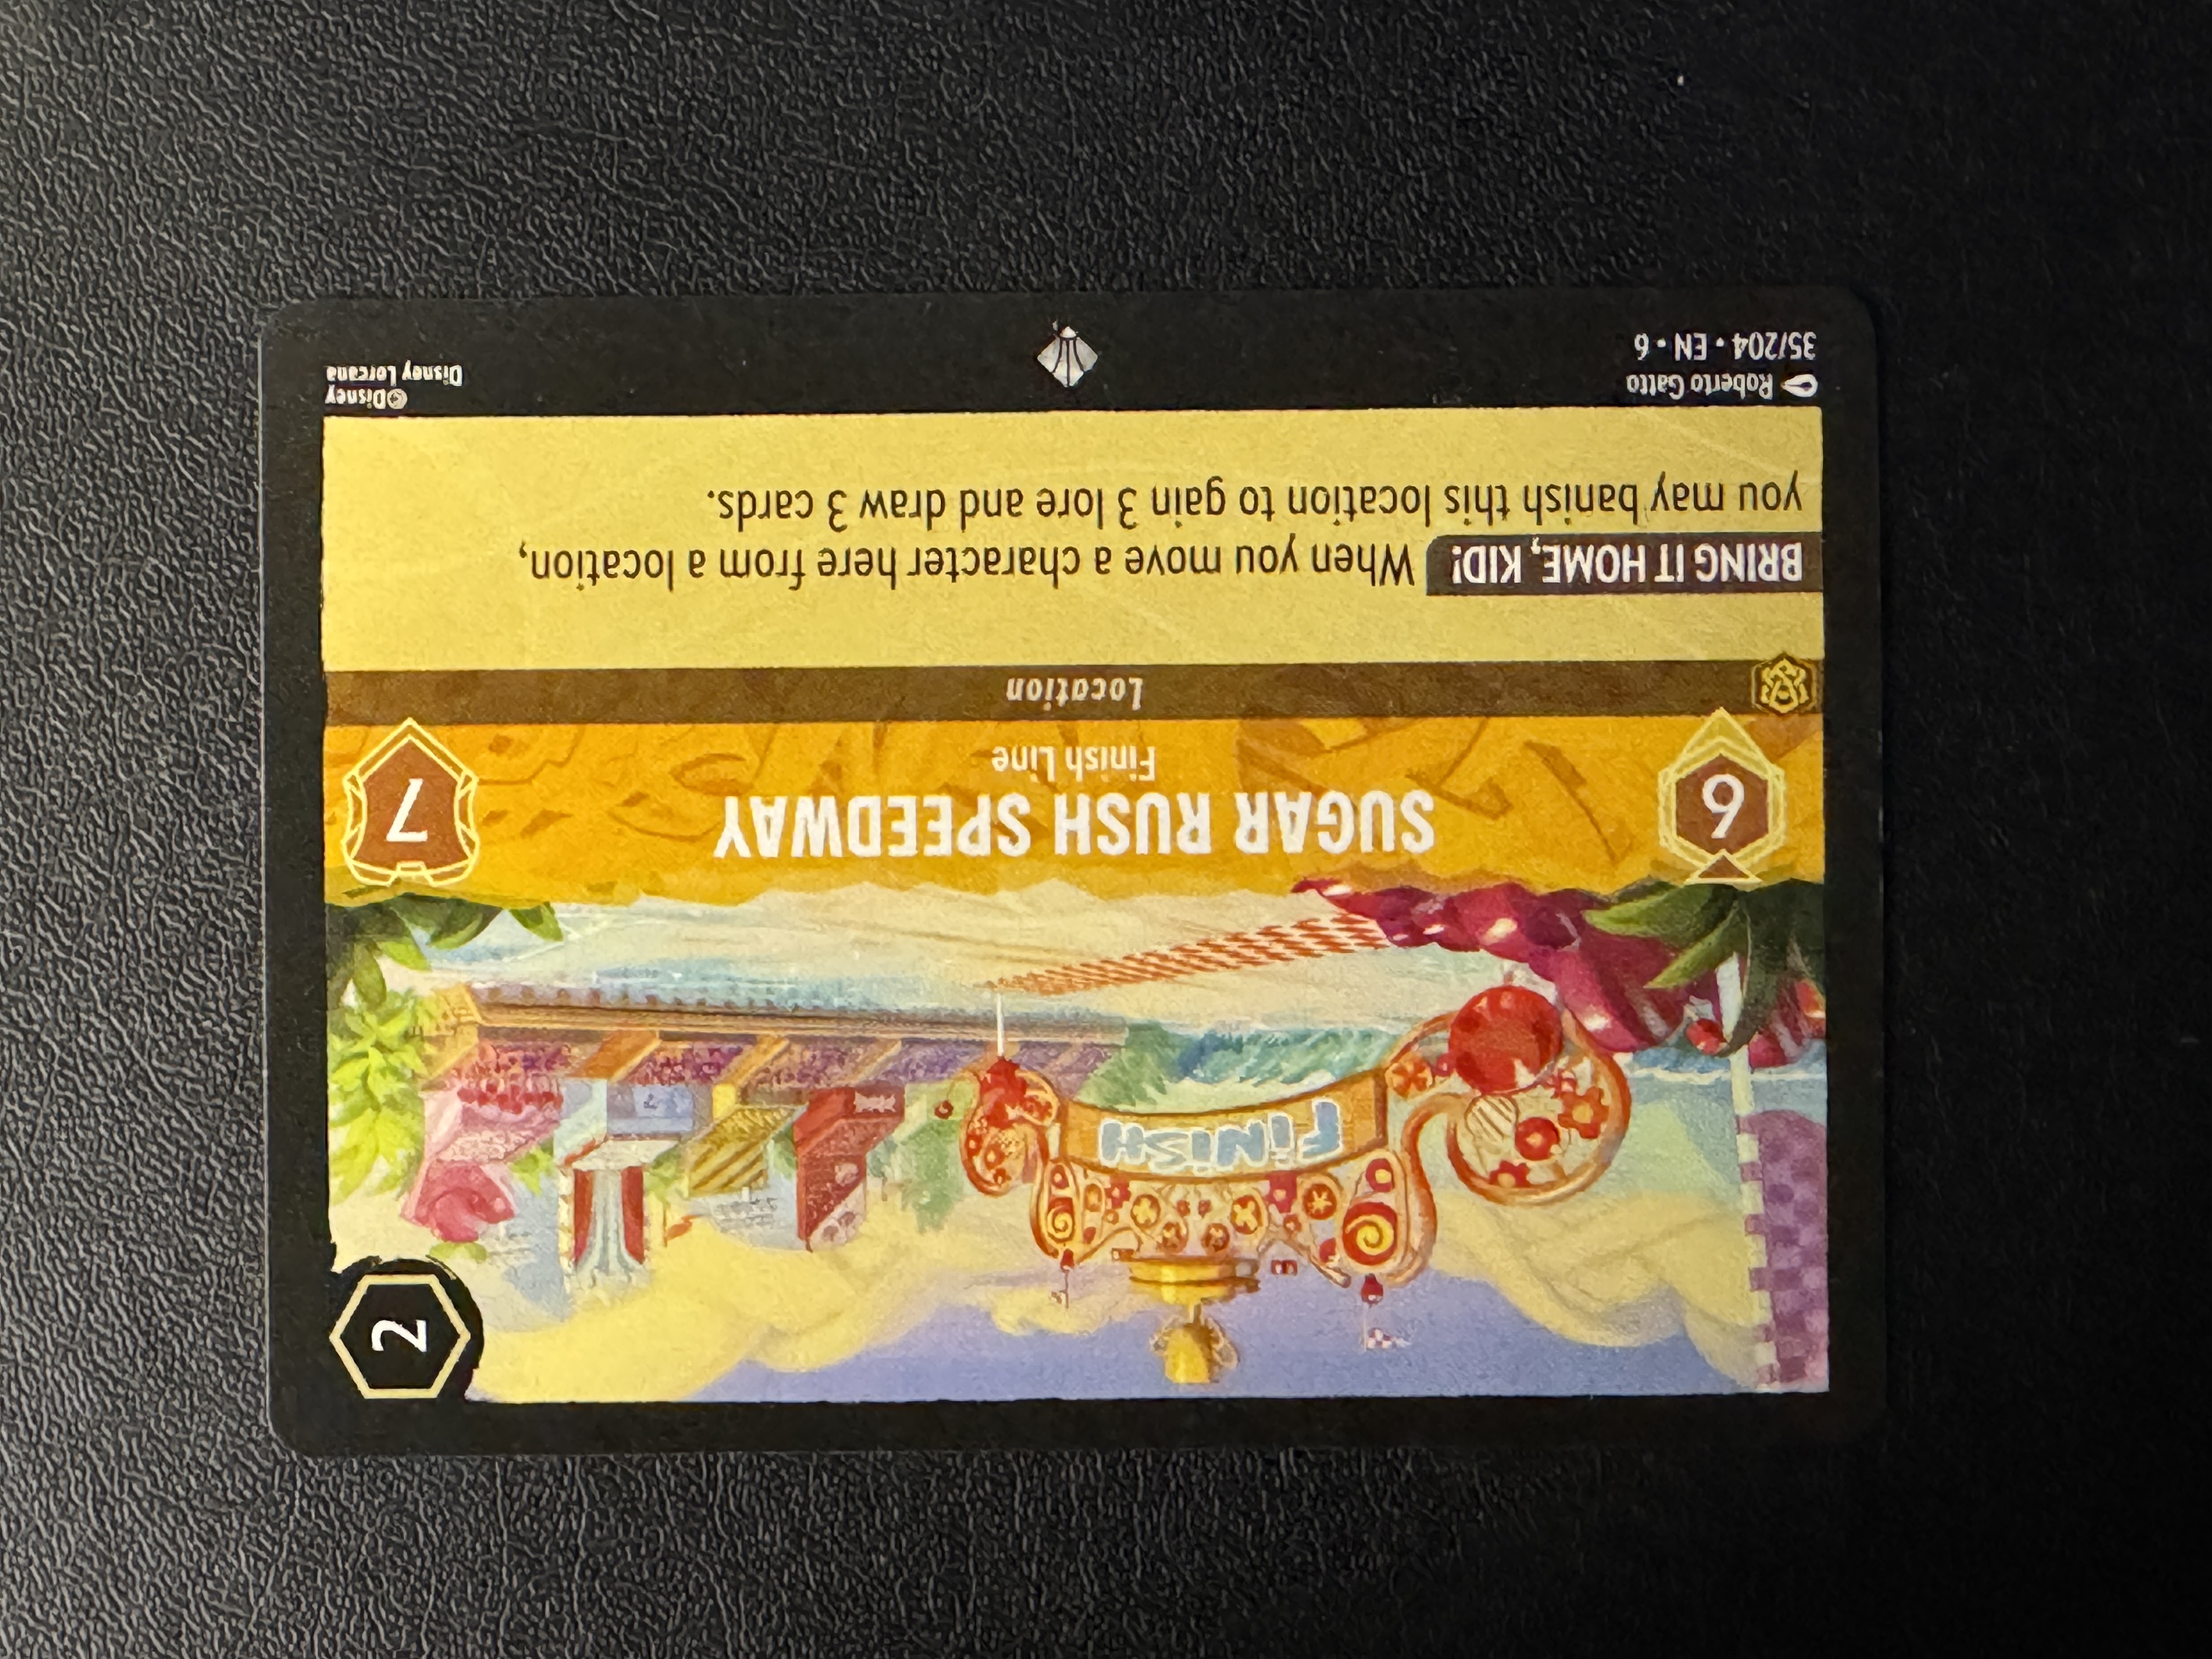 2
FINISH
SUGAR RUSH SPEEDWAY
6
7
Finish Line
Location
BRING IT HOME, KID! When you move a character here from a location,
you may banish this location to gain 3 lore and draw 3 cards.
Roberto Gatto
35/204 • EN • 6
©Disney
Disney Lorcana